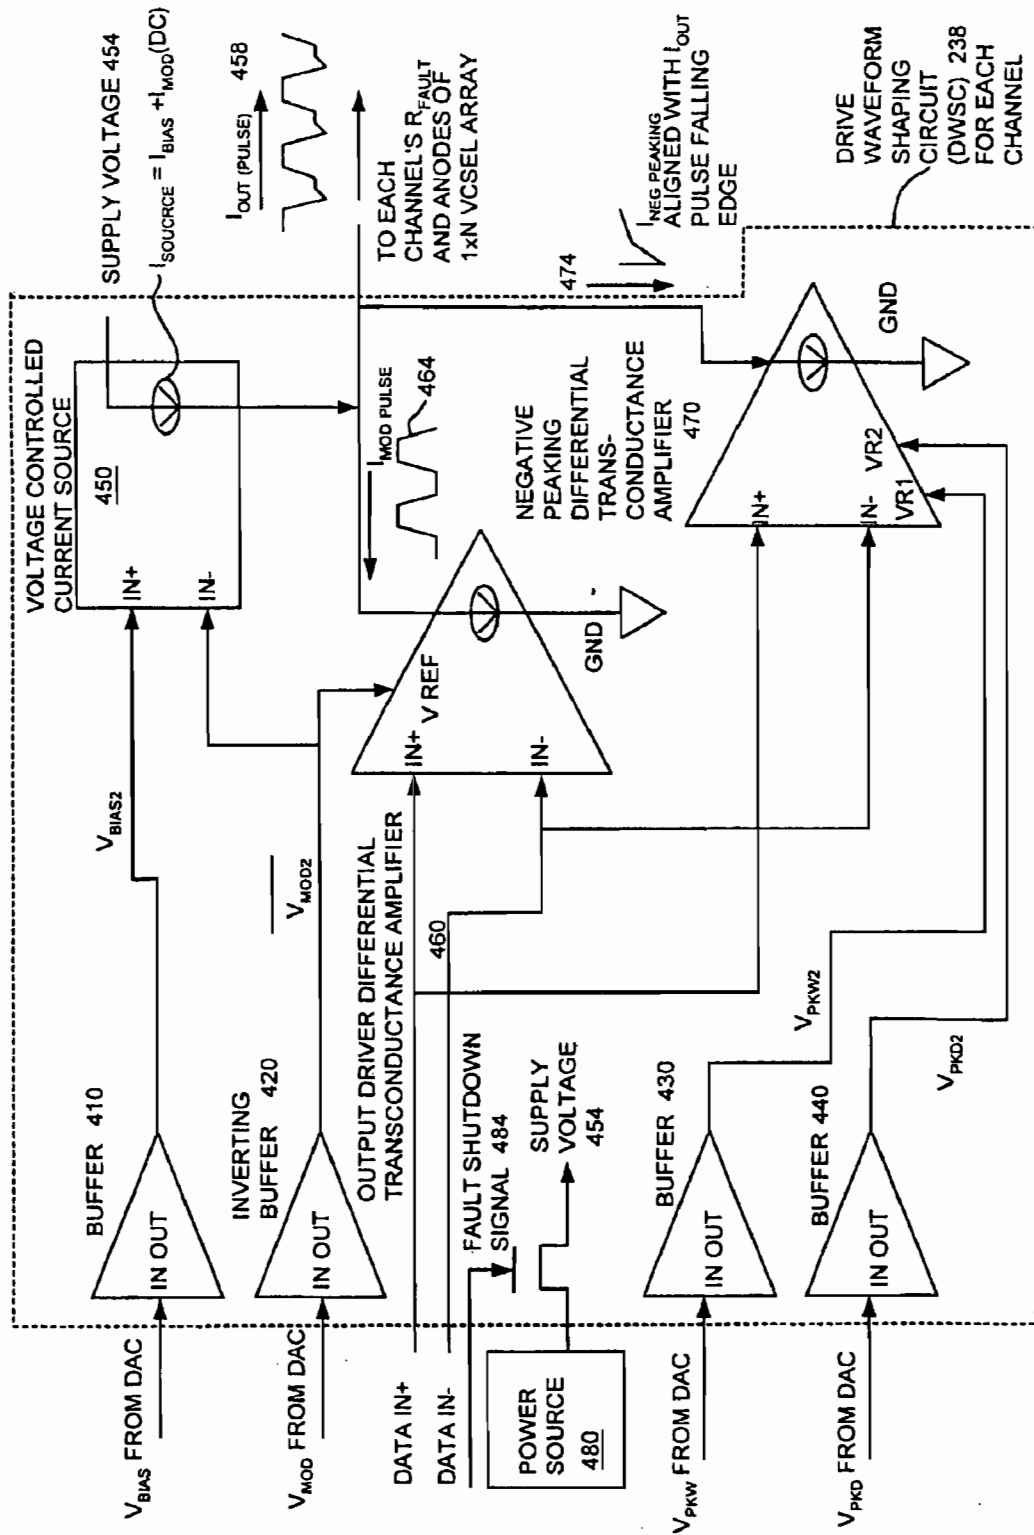 SUPPLY VOLTAGE 454
I_SOUCRCE = I_BIAS + I_MOD(DC)
VOLTAGE CONTROLLED
CURRENT SOURCE
450
IN+
IN-
I_OUT (PULSE) 458
TO EACH
CHANNEL'S R_FAULT
AND ANODES OF
1xN VCSEL ARRAY
V_BIAS2
V_MOD2
BUFFER 410
IN OUT
V_BIAS FROM DAC
INVERTING
BUFFER 420
IN OUT
V_MOD FROM DAC
OUTPUT DRIVER DIFFERENTIAL
TRANSCONDUCTANCE AMPLIFIER
460
IN+
V REF
IN-
GND
I_MOD PULSE
464
474
I_NEG PEAKING
ALIGNED WITH I_OUT
PULSE FALLING
EDGE
DATA IN+
DATA IN-
FAULT SHUTDOWN
SIGNAL 484
SUPPLY
VOLTAGE
454
POWER
SOURCE
480
NEGATIVE
PEAKING
DIFFERENTIAL
TRANS-
CONDUCTANCE
AMPLIFIER
470
IN+
IN-
VR1
VR2
GND
DRIVE
WAVEFORM
SHAPING
CIRCUIT
(DWSC) 238
FOR EACH
CHANNEL
BUFFER 430
IN OUT
V_PKW FROM DAC
V_PKW2
BUFFER 440
IN OUT
V_PKD FROM DAC
V_PKD2